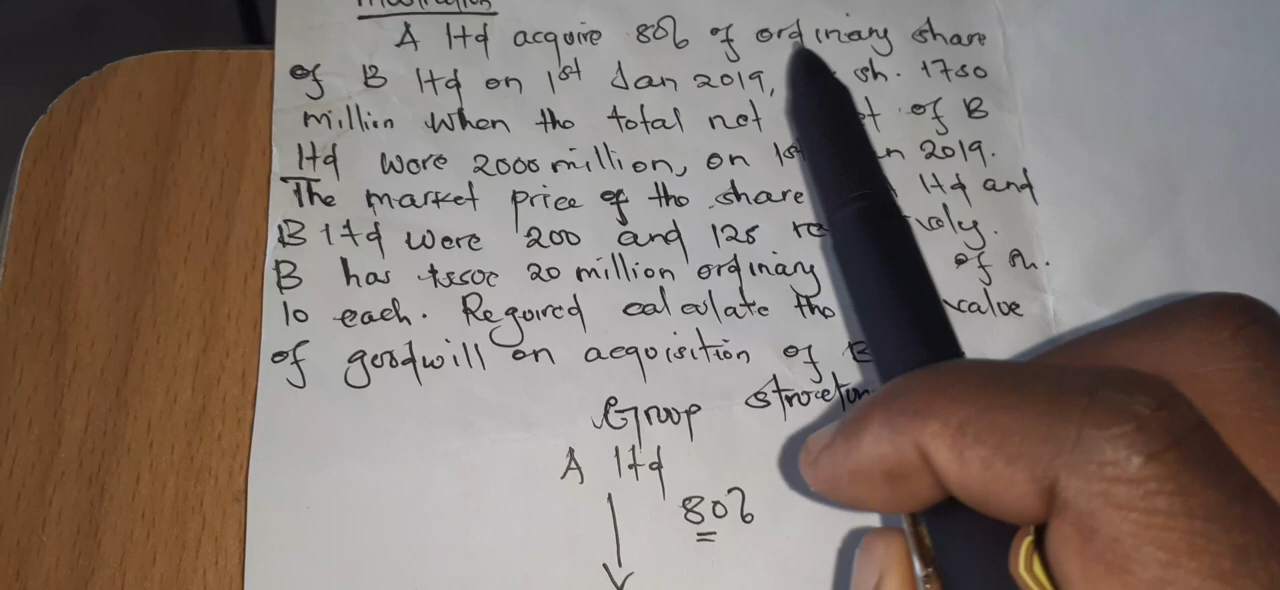 Illustration
A ltd acquire 80% of ordinary share
of B ltd on 1st Jan 2019, sh. 1750
million when the total net of B
ltd were 2000 million, on 1st 2019.
The market price of the share ltd and
B ltd were 200 and 125
B has issue 20 million ordinary of sh.
10 each. Required calculate the value
of goodwill on acquisition of B
Group structure
A ltd
80%